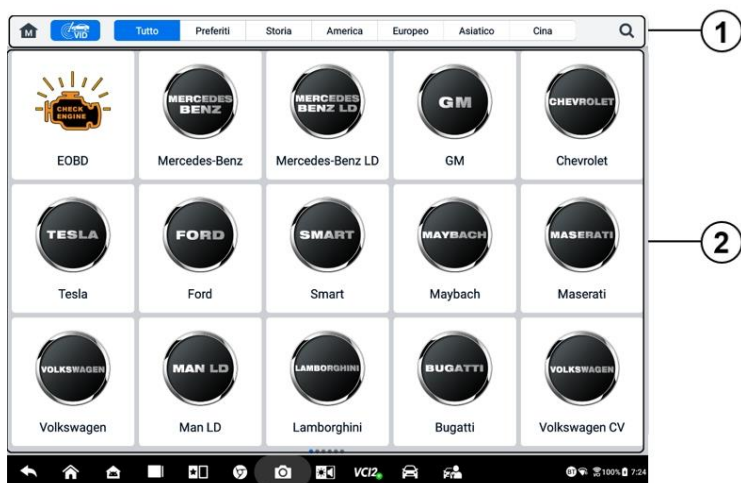 M VID Tutto Preferiti Storia America Europeo Asiatico Cina
1
CHECK
ENGINE
MERCEDES
BENZ
MERCEDES
BENZ LD
GM
CHEVROLET
EOBD Mercedes-Benz Mercedes-Benz LD GM Chevrolet
TESLA FORD SMART MAYBACH MASERATI
2
Tesla Ford Smart Maybach Maserati
VOLKSWAGEN MAN LD LAMBORGHINI BUGATTI VOLKSWAGEN
Volkswagen Man LD Lamborghini Bugatti Volkswagen CV
VCI2 100% 7:24